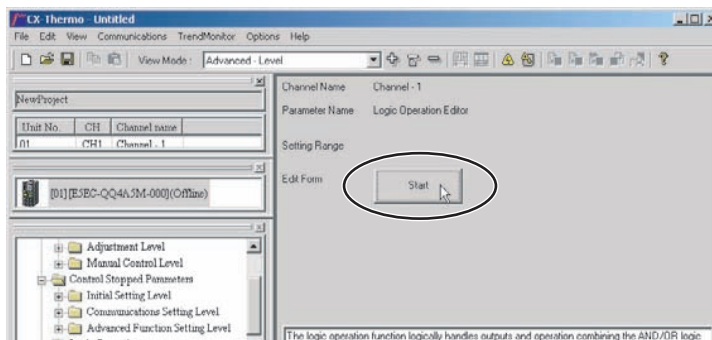 CX-Thermo - Untitled
File Edit View Communications TrendMonitor Options Help
View Mode : Advanced - Level
NewProject
Unit No. CH Channel name
01 CH1 Channel - 1
[01][E5EC-QQ4A5M-000](Offline)
Adjustment Level
Manual Control Level
Control Stopped Parameters
Initial Setting Level
Communications Setting Level
Advanced Function Setting Level
Channel Name Channel - 1
Parameter Name Logic Operation Editor
Setting Range
Edit Form Start
The logic operation function logically handles outputs and operation combining the AND/OR logic